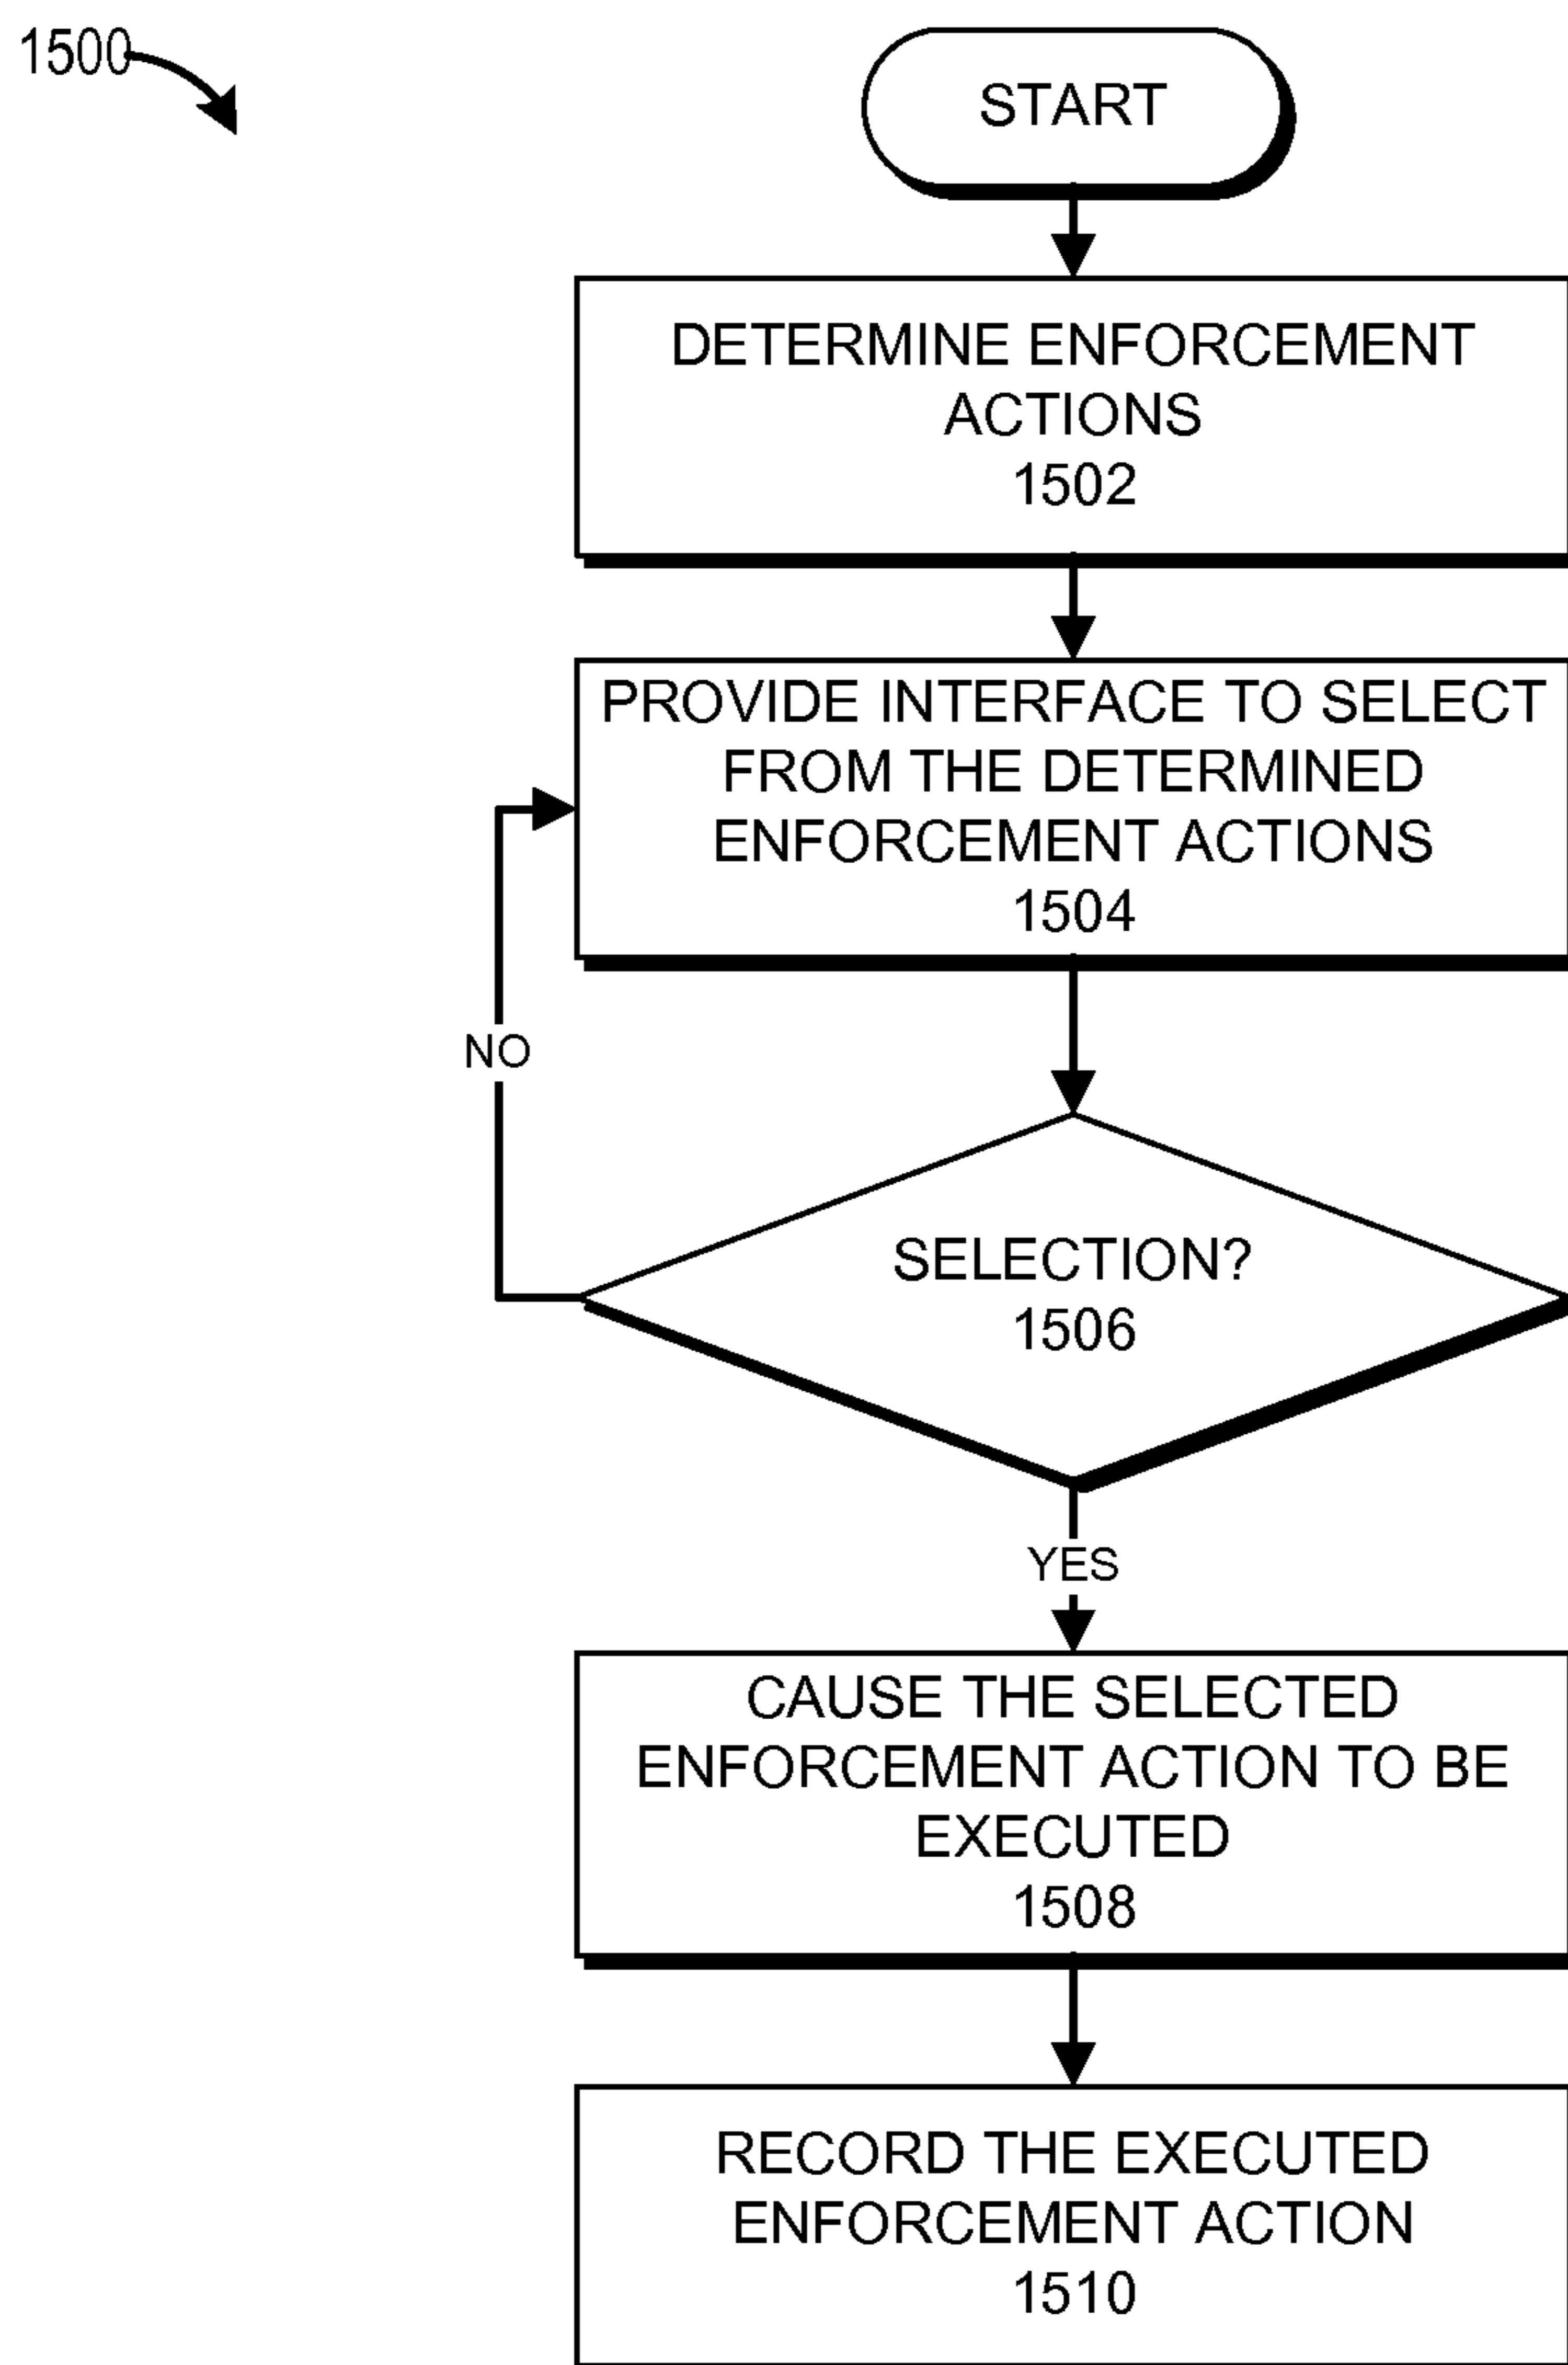 1500
START
DETERMINE ENFORCEMENT
ACTIONS
1502
PROVIDE INTERFACE TO SELECT
FROM THE DETERMINED
ENFORCEMENT ACTIONS
1504
NO
SELECTION?
1506
YES
CAUSE THE SELECTED
ENFORCEMENT ACTION TO BE
EXECUTED
1508
RECORD THE EXECUTED
ENFORCEMENT ACTION
1510